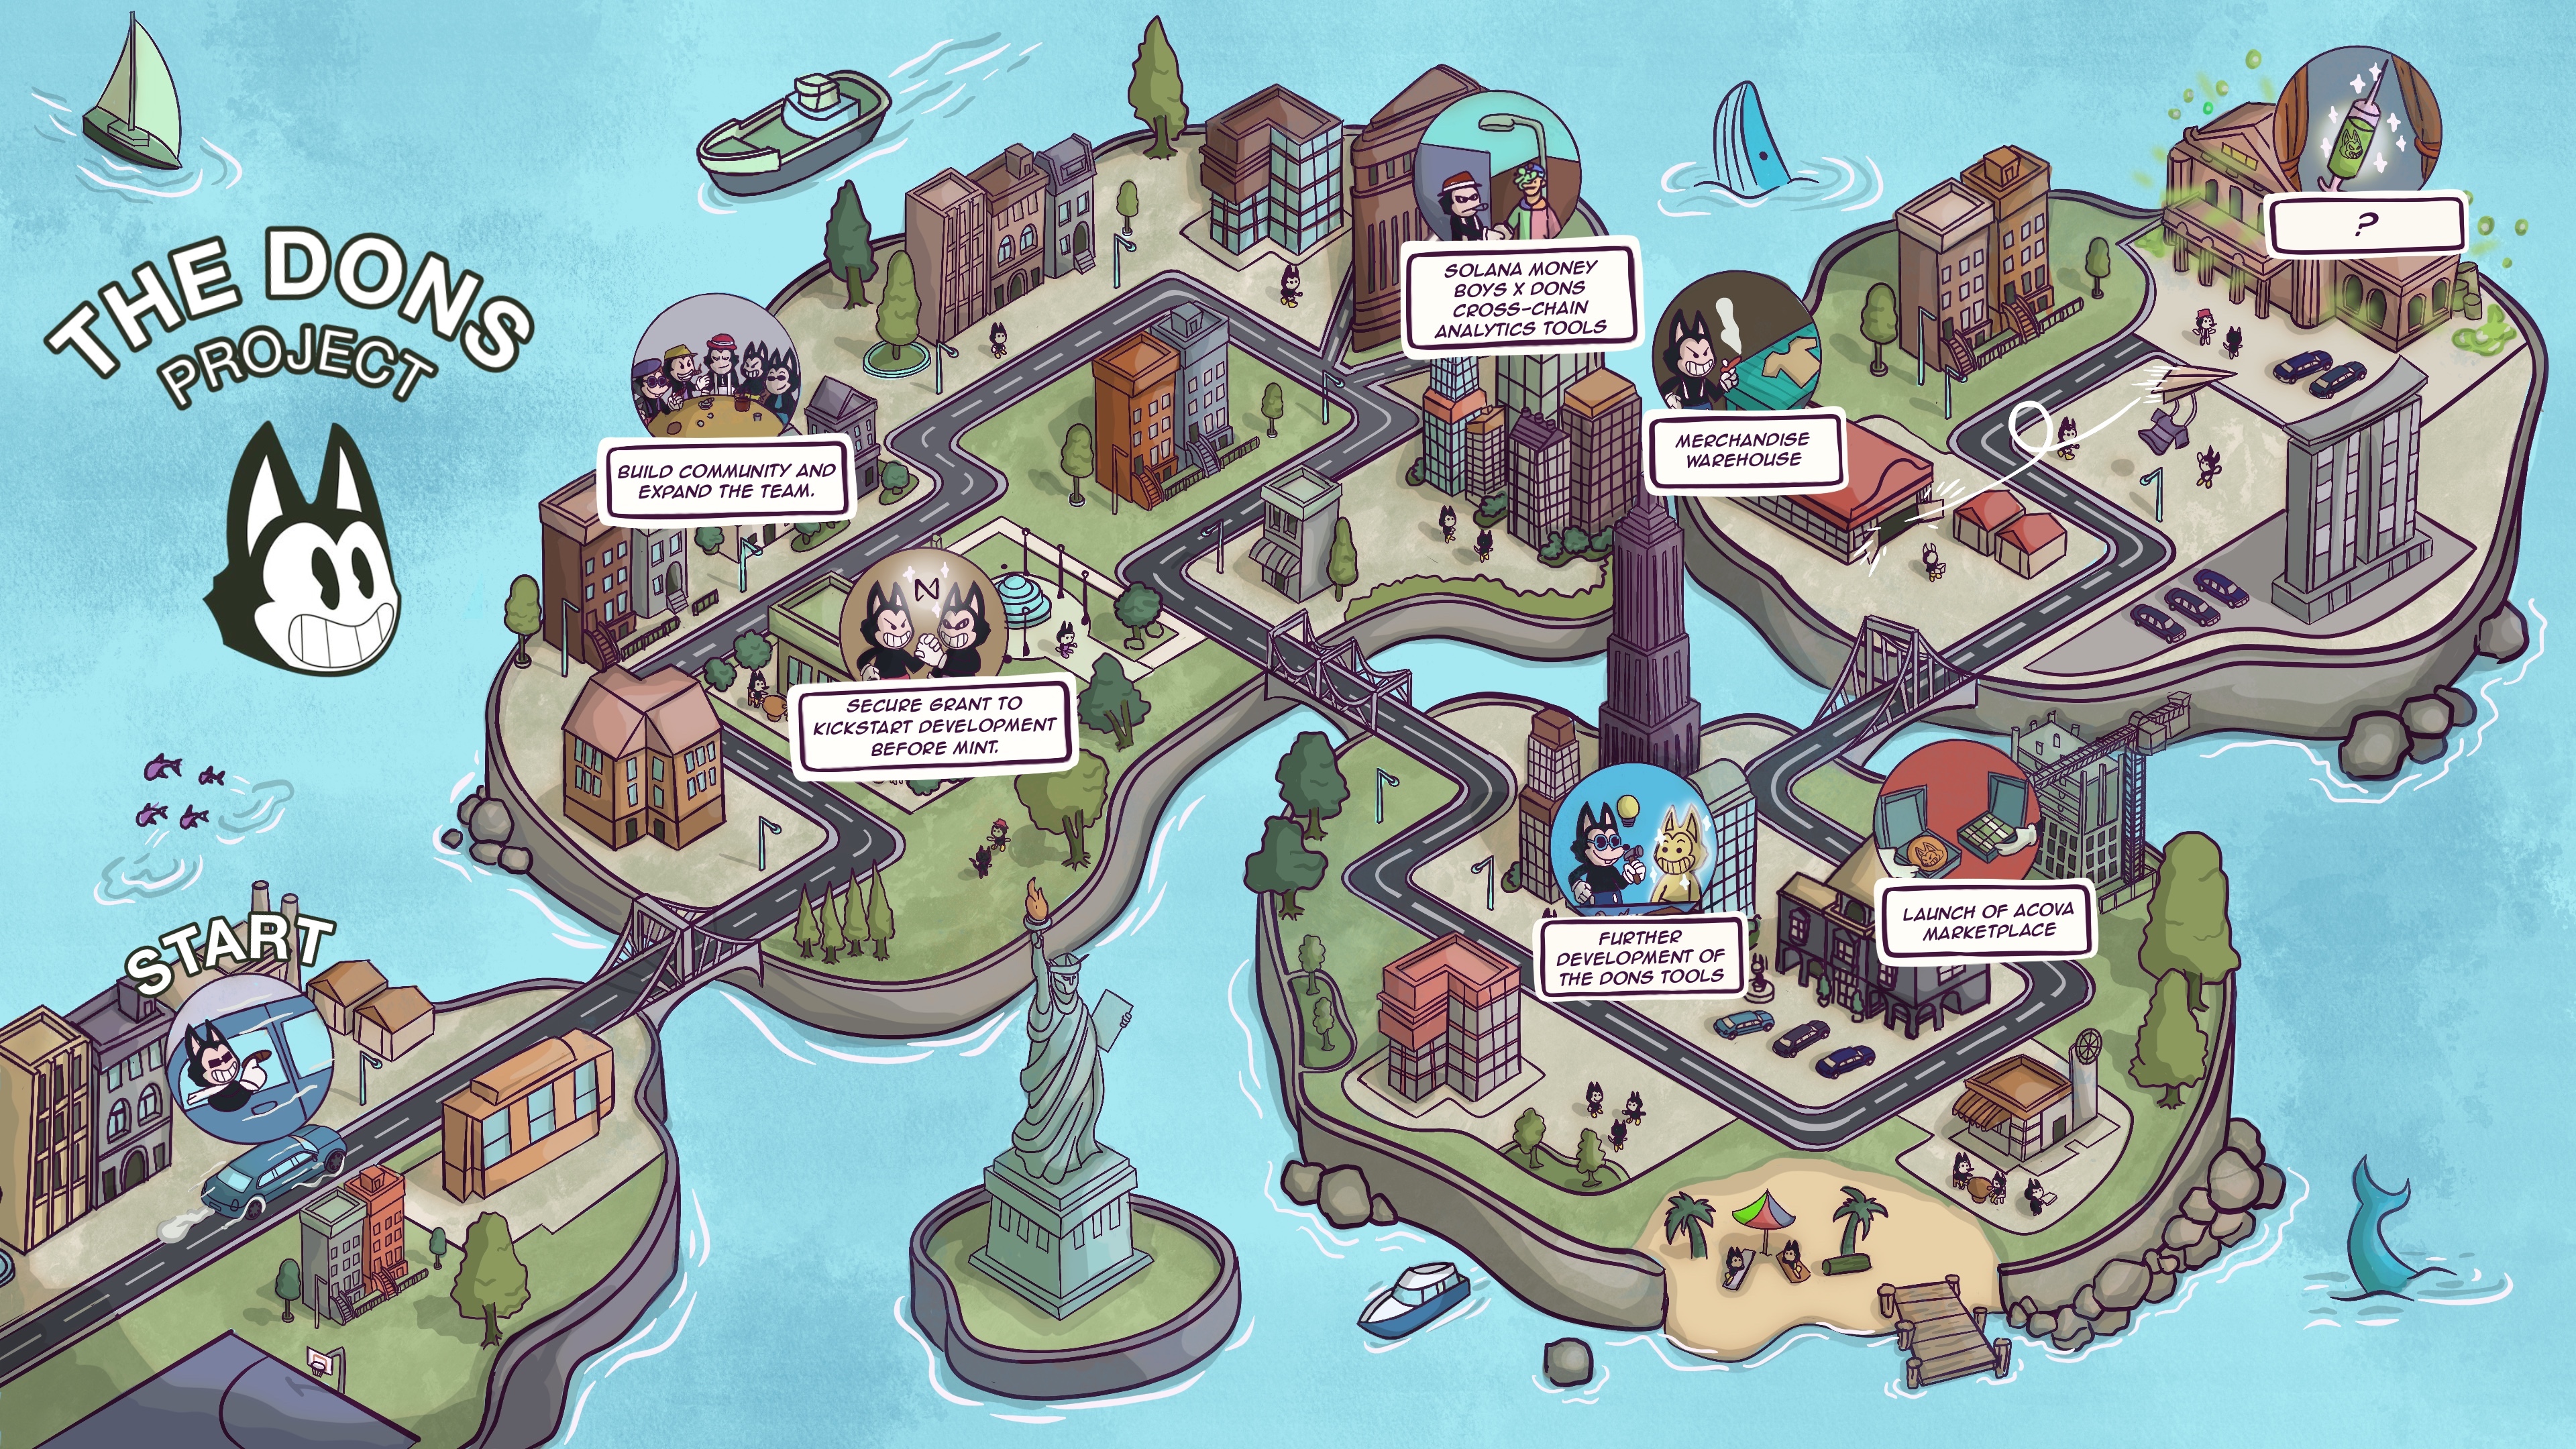 THE DONS
PROJECT
START
SECURE GRANT TO
KICKSTART DEVELOPMENT
BEFORE MINT.
N
BUILD COMMUNITY AND
EXPAND THE TEAM.
SOLANA MONEY
BOYS X DONS
CROSS-CHAIN
ANALYTICS TOOLS
FURTHER
DEVELOPMENT OF
THE DONS TOOLS
LAUNCH OF ACOVA
MARKETPLACE
MERCHANDISE
WAREHOUSE
?